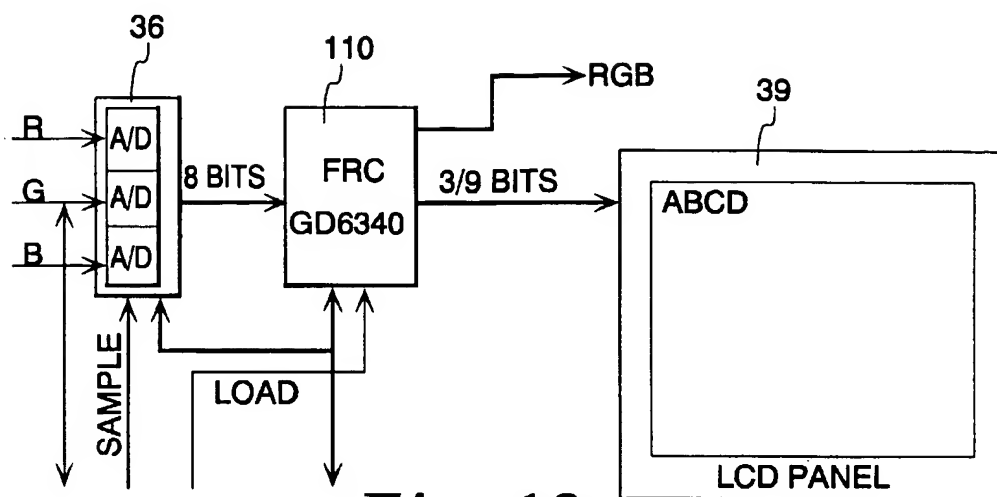 36
110
39
RGB
R
G
B
A/D
A/D
A/D
8 BITS
FRC
GD6340
3/9 BITS
ABCD
SAMPLE
LOAD
LCD PANEL